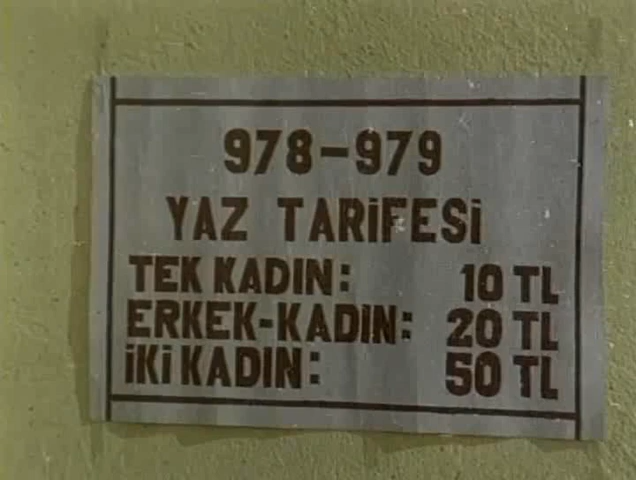 978-979
YAZ TARİFESİ
TEK KADIN: 10 TL
ERKEK-KADIN: 20 TL
İKİ KADIN: 50 TL